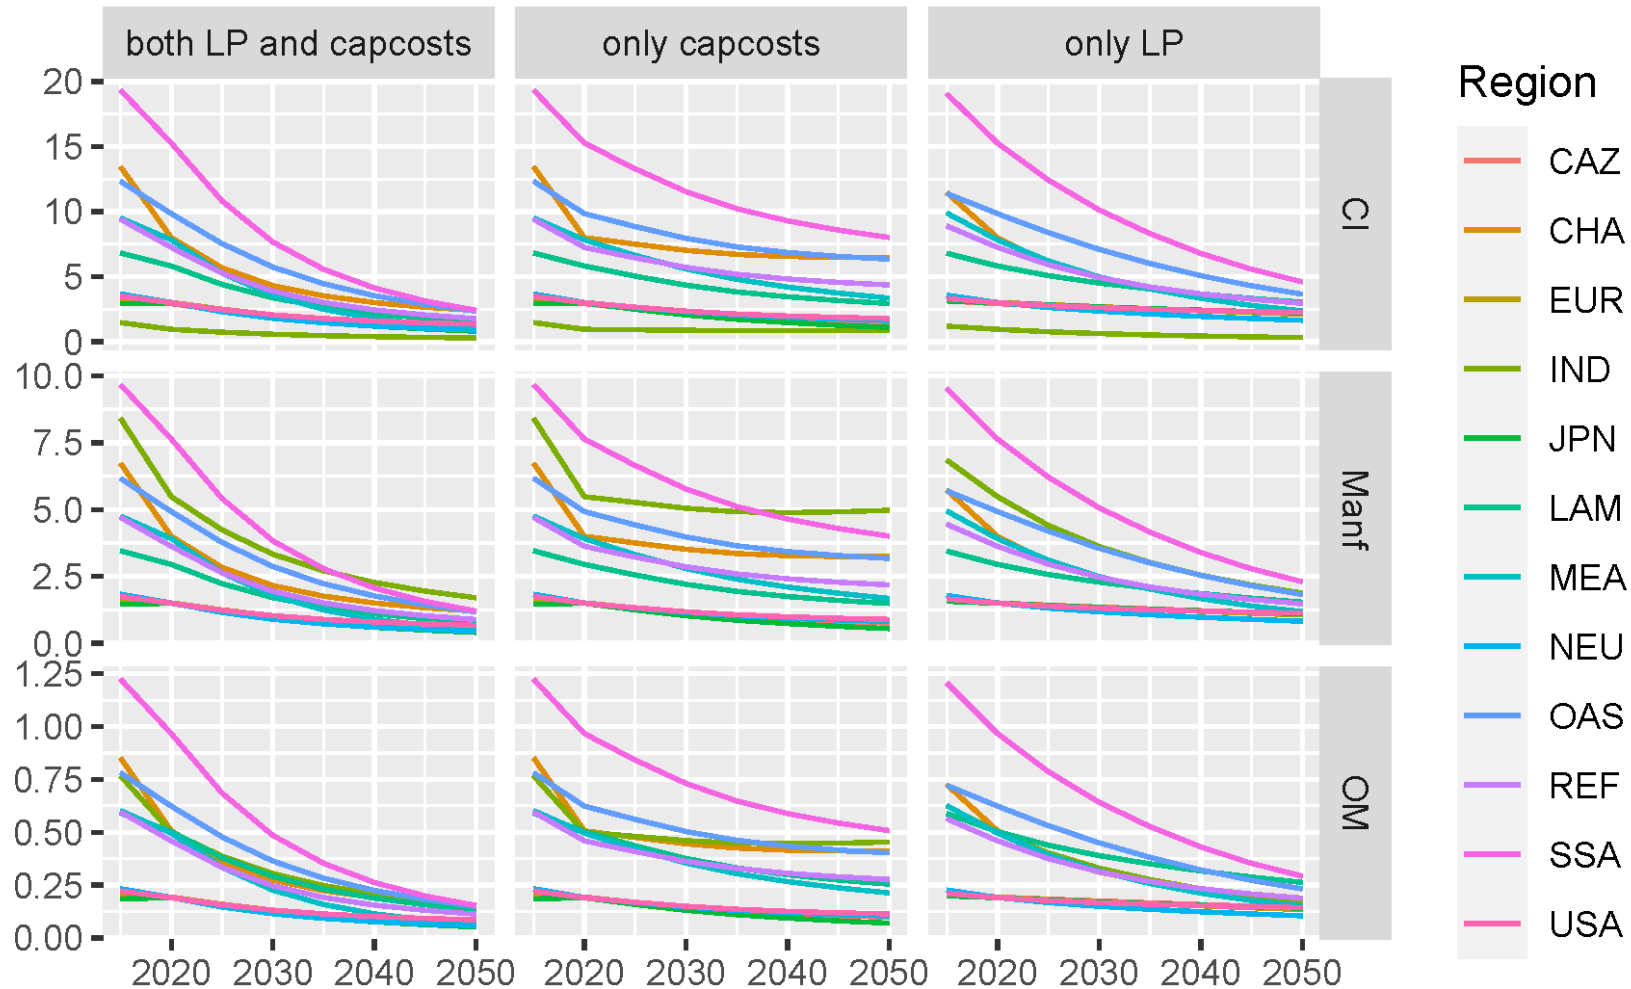 both LP and capcosts
only capcosts
only LP
20
15
10
5
0
CI
10.0
7.5
5.0
2.5
0.0
Manf
1.25
1.00
0.75
0.50
0.25
0.00
OM
2020 2030 2040 2050
2020 2030 2040 2050
2020 2030 2040 2050
Region
CAZ
CHA
EUR
IND
JPN
LAM
MEA
NEU
OAS
REF
SSA
USA